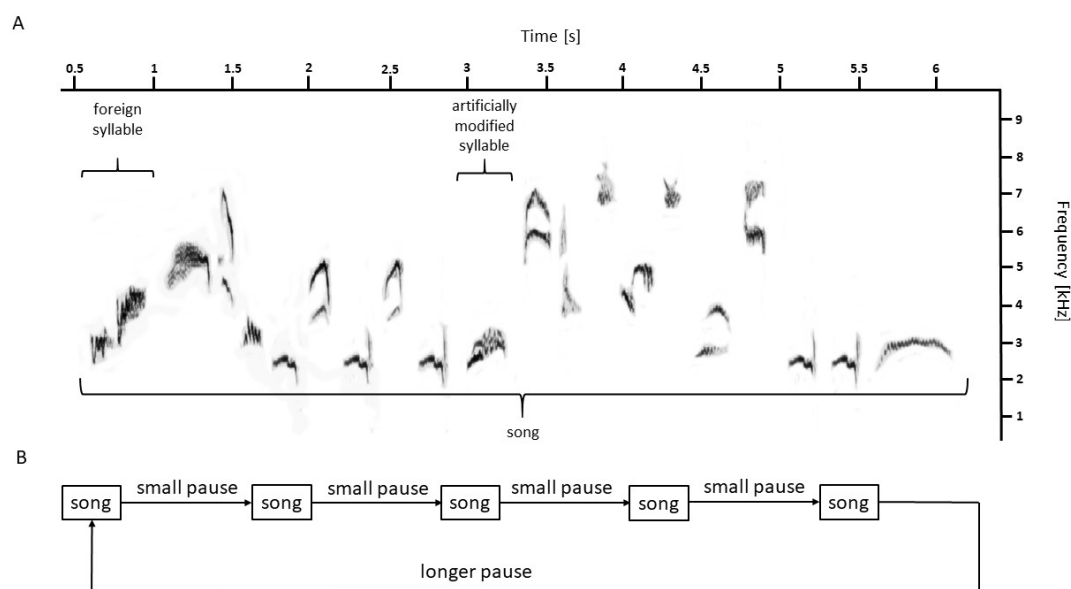 A
Time [s]
0.5 1 1.5 2 2.5 3 3.5 4 4.5 5 5.5 6
foreign
syllable
artificially
modified
syllable
9
8
7
6
5
4
3
2
1
Frequency [kHz]
song
B
song small pause song small pause song small pause song small pause song
longer pause